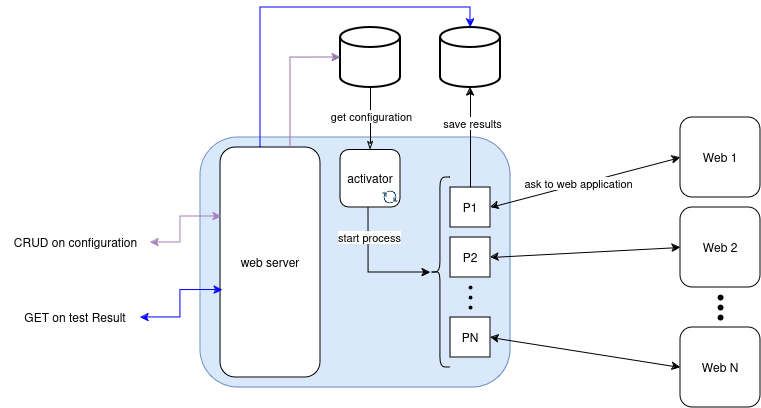 get configuration
save results
activator
Web 1
ask to web application
P1
start process
CRUD on configuration
web server
P2
Web 2
GET on test Result
PN
Web N